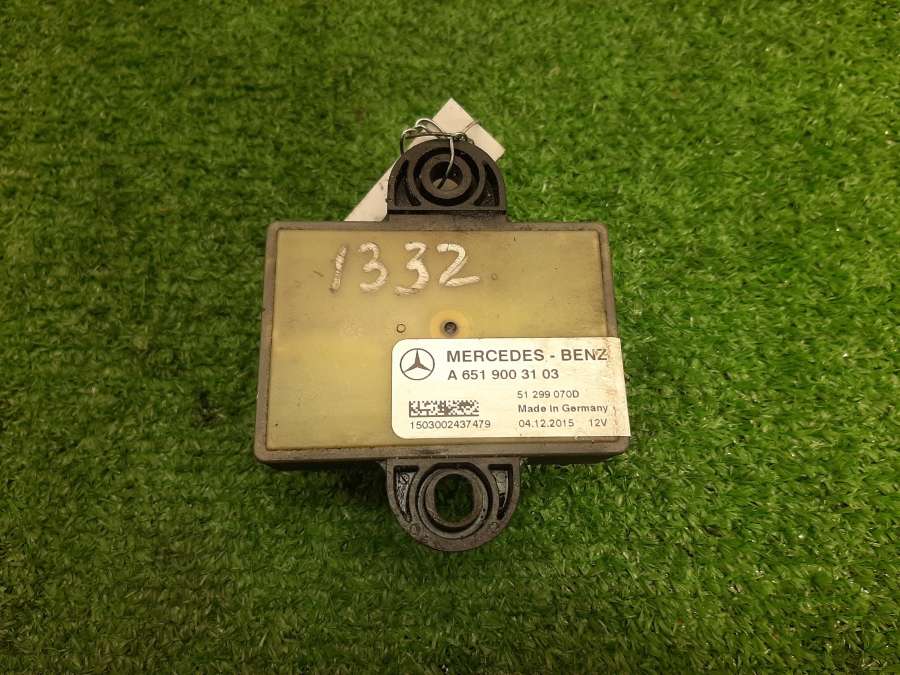 1332
MERCEDES - BENZ
A 651 900 31 03
51 299 070D
Made in Germany
1503002437479 04.12.2015 12V